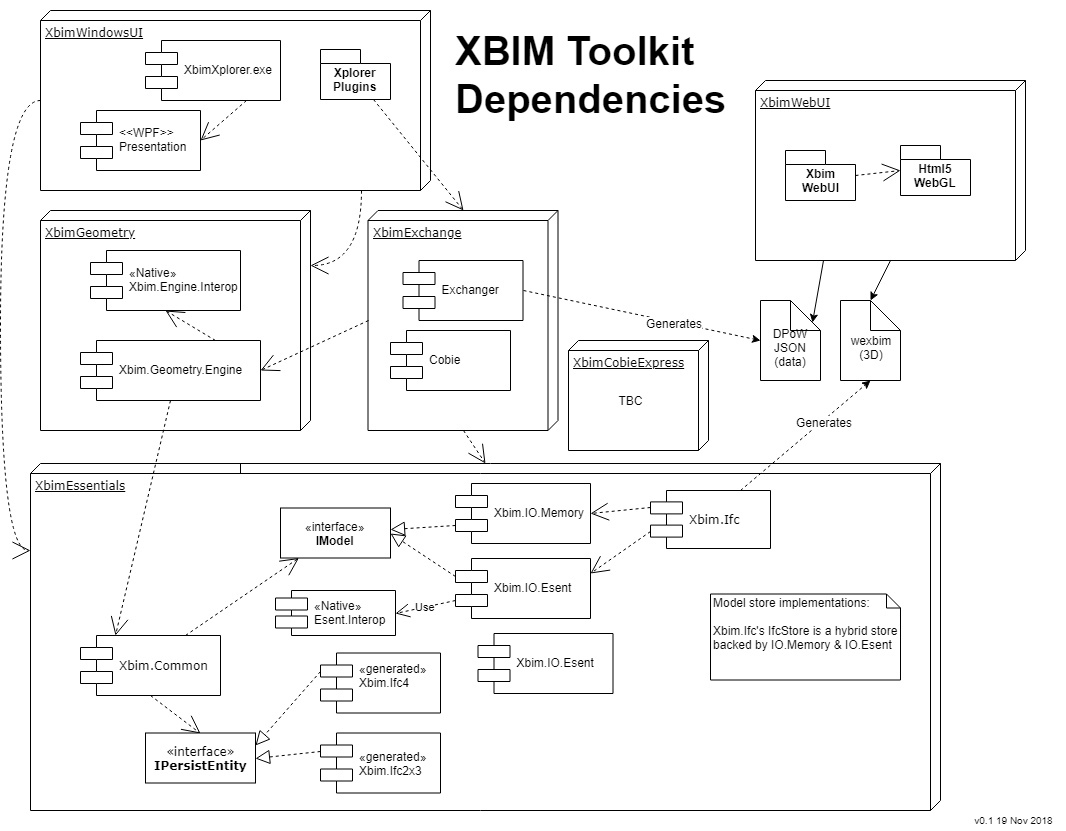 XBIM Toolkit
Dependencies
XbimWindowsUI
XbimXplorer.exe
Xplorer
Plugins
<<WPF>>
Presentation
XbimWebUI
Xbim
WebUI
Html5
WebGL
XbimGeometry
«Native»
Xbim.Engine.Interop
Xbim.Geometry.Engine
XbimExchange
Exchanger
Cobie
Generates
DPoW
JSON
(data)
wexbim
(3D)
XbimCobieExpress
TBC
Generates
XbimEssentials
«interface»
IModel
Xbim.IO.Memory
Xbim.Ifc
Xbim.IO.Esent
«Native»
Esent.Interop
Use
Model store implementations:
Xbim.Ifc's IfcStore is a hybrid store
backed by IO.Memory & IO.Esent
Xbim.Common
Xbim.IO.Esent
«generated»
Xbim.Ifc4
«interface»
IPersistEntity
«generated»
Xbim.Ifc2x3
v0.1 19 Nov 2018